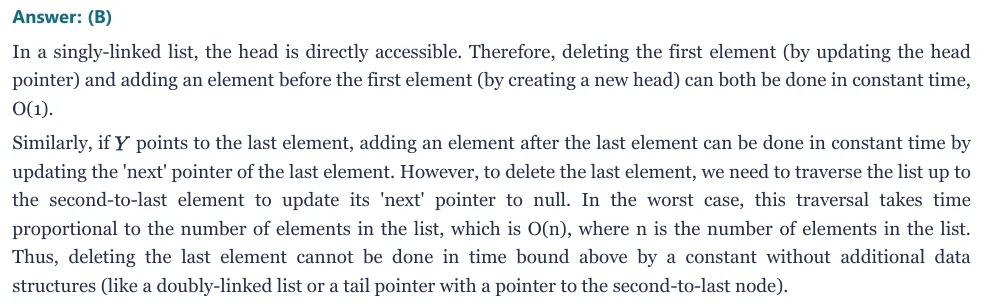 Answer: (B)
In a singly-linked list, the head is directly accessible. Therefore, deleting the first element (by updating the head
pointer) and adding an element before the first element (by creating a new head) can both be done in constant time,
O(1).
Similarly, if Y points to the last element, adding an element after the last element can be done in constant time by
updating the 'next' pointer of the last element. However, to delete the last element, we need to traverse the list up to
the second-to-last element to update its 'next' pointer to null. In the worst case, this traversal takes time
proportional to the number of elements in the list, which is O(n), where n is the number of elements in the list.
Thus, deleting the last element cannot be done in time bound above by a constant without additional data
structures (like a doubly-linked list or a tail pointer with a pointer to the second-to-last node).